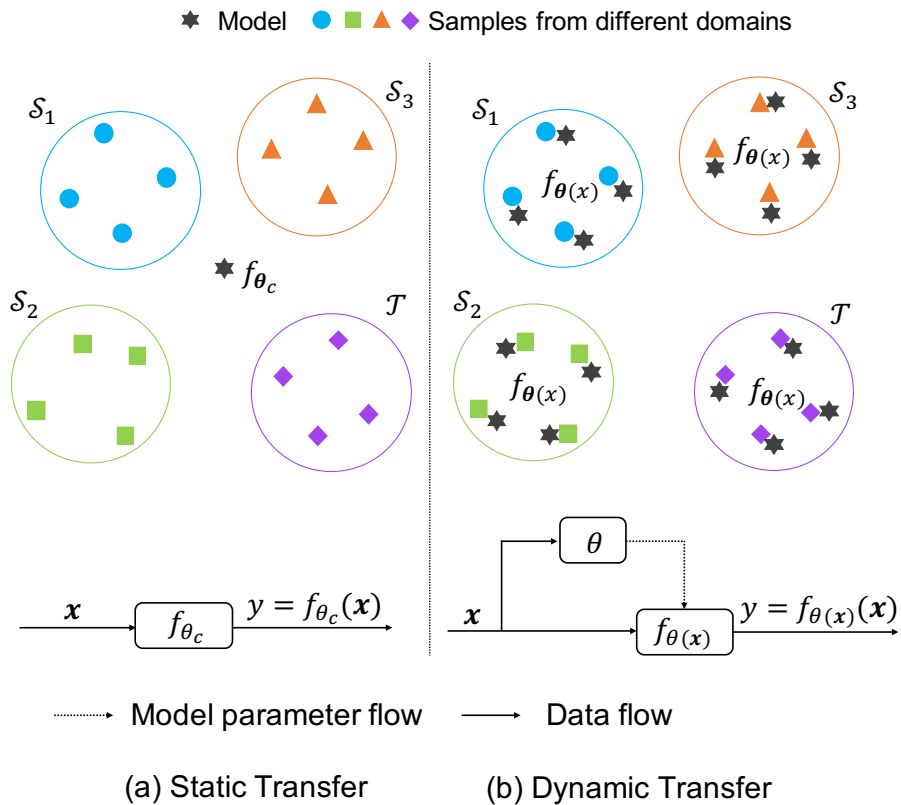 Model Samples from different domains
𝒮₁
𝒮₃
f_𝜽c
𝒮₂
𝒯
𝒙
f_θc
y = f_θc(𝒙)
𝒮₁
𝒮₃
f_𝜽(x)
f_𝜽(x)
𝒮₂
𝒯
f_𝜽(x)
f_𝜽(x)
θ
𝒙
f_θ(𝒙)
y = f_θ(𝒙)(𝒙)
Model parameter flow Data flow
(a) Static Transfer
(b) Dynamic Transfer